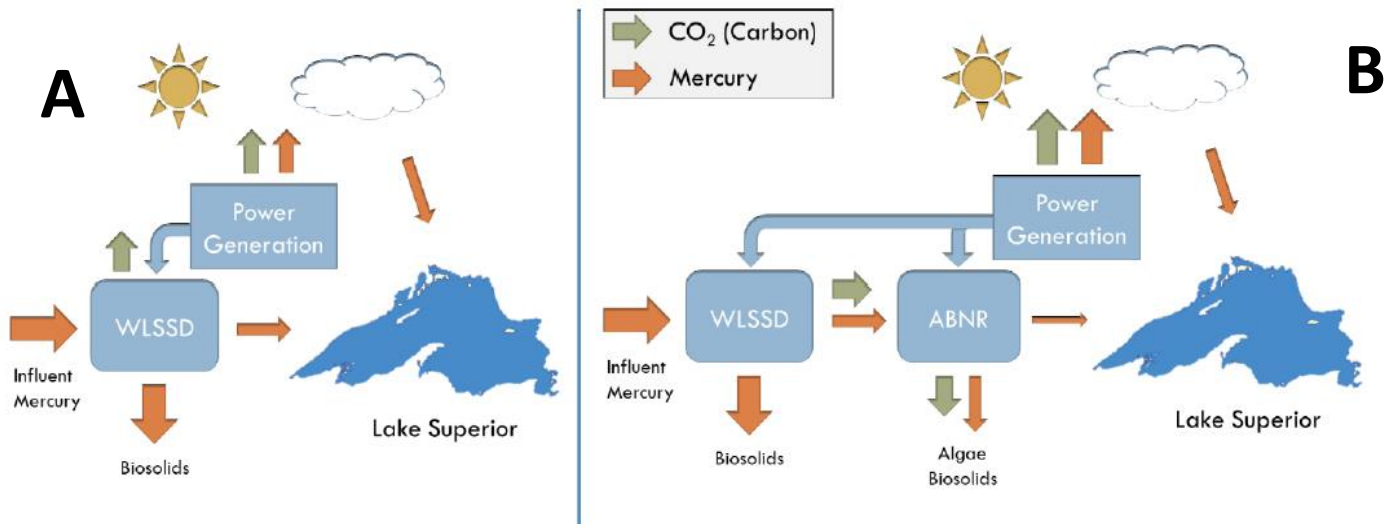 A
Power
Generation
WLSSD
Influent
Mercury
Biosolids
Lake Superior
CO₂ (Carbon)
Mercury
B
Power
Generation
WLSSD
ABNR
Influent
Mercury
Biosolids
Algae
Biosolids
Lake Superior